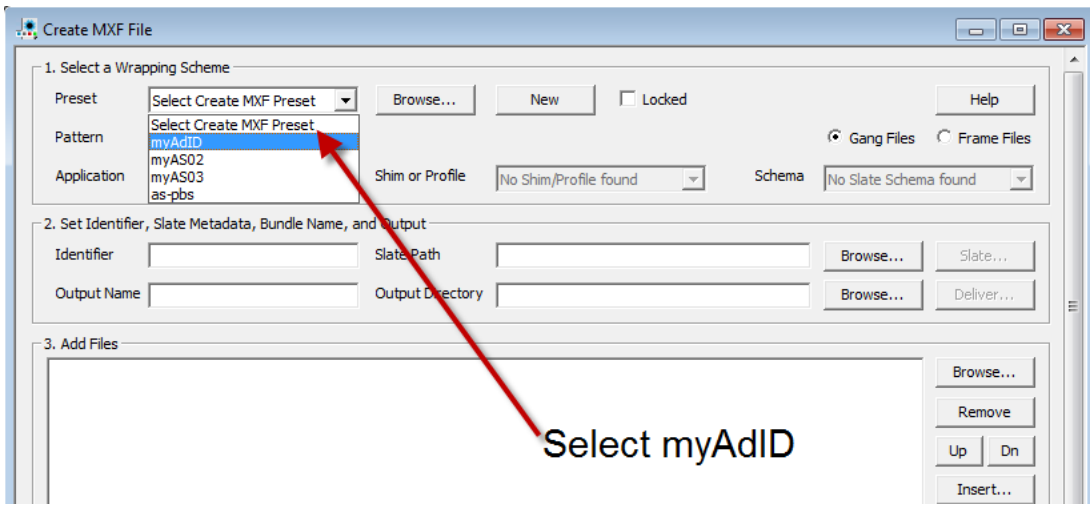 Create MXF File
1. Select a Wrapping Scheme
Preset Select Create MXF Preset Browse... New Locked Help
Select Create MXF Preset
Pattern myAdID Gang Files Frame Files
myAS02
Application myAS03 Shim or Profile No Shim/Profile found Schema No Slate Schema found
as-pbs
2. Set Identifier, Slate Metadata, Bundle Name, and Output
Identifier Slate Path Browse... Slate...
Output Name Output Directory Browse... Deliver...
3. Add Files
Browse...
Remove
Select myAdID
Up Dn
Insert...